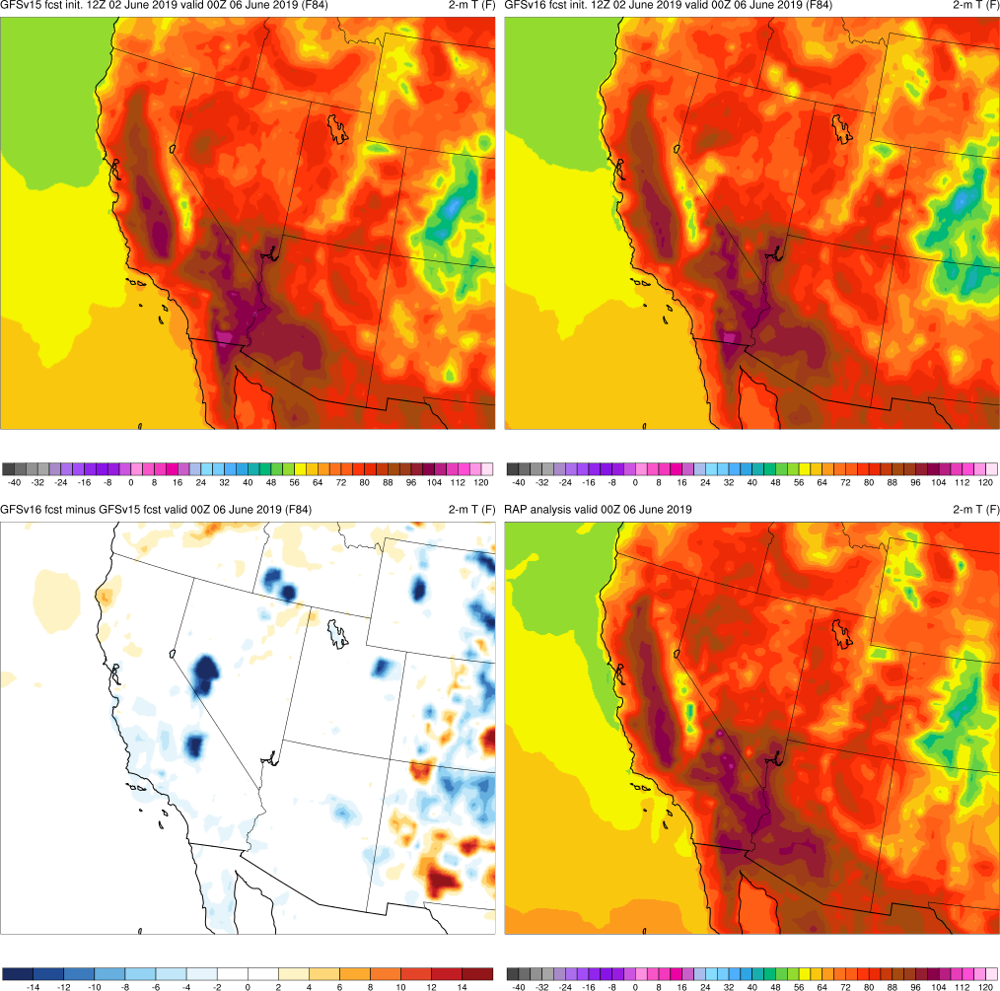 GFSv15 fcst init. 12Z 02 June 2019 valid 00Z 06 June 2019 (F84) 2-m T (F)
GFSv16 fcst init. 12Z 02 June 2019 valid 00Z 06 June 2019 (F84) 2-m T (F)
-40 -32 -24 -16 -8 0 8 16 24 32 40 48 56 64 72 80 88 96 104 112 120
-40 -32 -24 -16 -8 0 8 16 24 32 40 48 56 64 72 80 88 96 104 112 120
GFSv16 fcst minus GFSv15 fcst valid 00Z 06 June 2019 (F84) 2-m T (F)
RAP analysis valid 00Z 06 June 2019 2-m T (F)
-14 -12 -10 -8 -6 -4 -2 0 2 4 6 8 10 12 14
-40 -32 -24 -16 -8 0 8 16 24 32 40 48 56 64 72 80 88 96 104 112 120